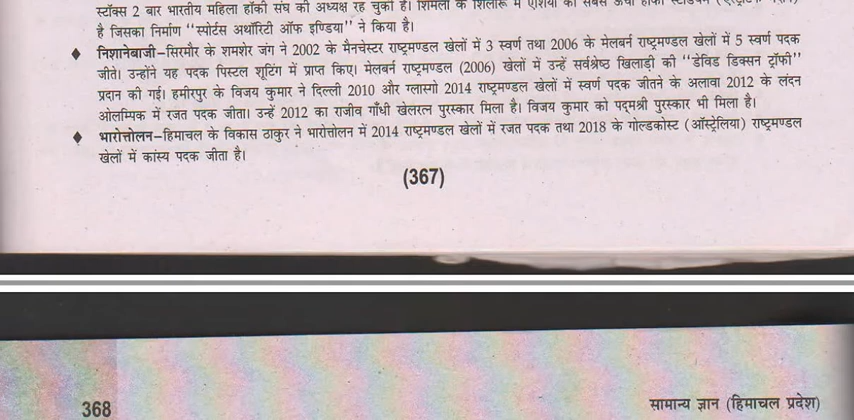 स्टॉक्स 2 बार भारतीय महिला हॉकी संघ की अध्यक्ष रह चुकी हैं। शिमला के शिलारू में एशिया का सबसे ऊँचा हॉकी
है जिसका निर्माण "स्पोर्टस अथॉरिटी ऑफ इण्डिया" ने किया है।
♦ निशानेबाजी–सिरमौर के शमशेर जंग ने 2002 के मैनचेस्टर राष्ट्रमण्डल खेलों में 3 स्वर्ण तथा 2006 के मेलबर्न राष्ट्रमण्डल खेलों में 5 स्वर्ण पदक
जीते। उन्होंने यह पदक पिस्टल शूटिंग में प्राप्त किए। मेलबर्न राष्ट्रमण्डल (2006) खेलों में उन्हें सर्वश्रेष्ठ खिलाड़ी की "डेविड डिक्सन ट्रॉफी"
प्रदान की गई। हमीरपुर के विजय कुमार ने दिल्ली 2010 और ग्लास्गो 2014 राष्ट्रमण्डल खेलों में स्वर्ण पदक जीतने के अलावा 2012 के लंदन
ओलम्पिक में रजत पदक जीता। उन्हें 2012 का राजीव गाँधी खेलरत्न पुरस्कार मिला है। विजय कुमार को पद्मश्री पुरस्कार भी मिला है।
♦ भारोत्तोलन–हिमाचल के विकास ठाकुर ने भारोत्तोलन में 2014 राष्ट्रमण्डल खेलों में रजत पदक तथा 2018 के गोल्डकोस्ट (ऑस्ट्रेलिया) राष्ट्रमण्डल
खेलों में कांस्य पदक जीता है।
(367)
368
सामान्य ज्ञान (हिमाचल प्रदेश)